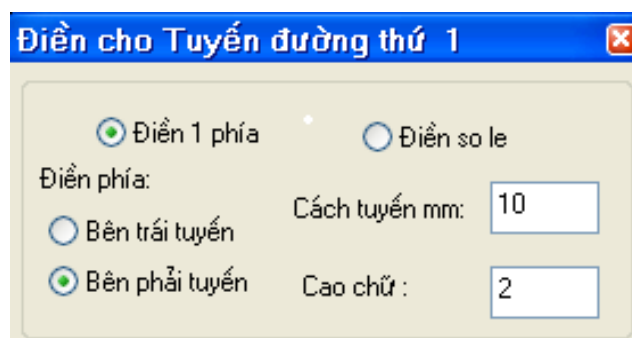 Điền cho Tuyến đường thứ 1
Điền 1 phía Điền so le
Điền phía:
Cách tuyến mm: 10
Bên trái tuyến
Bên phải tuyến Cao chữ : 2